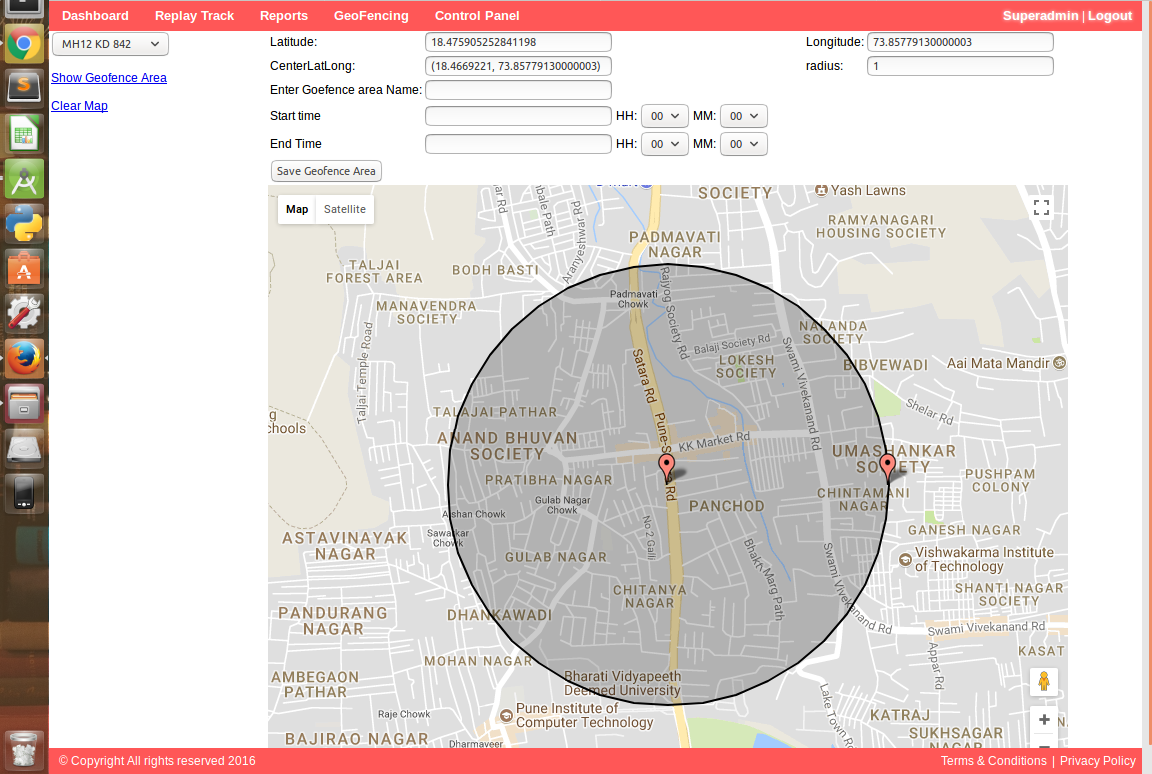 Dashboard Replay Track Reports GeoFencing Control Panel Superadmin | Logout
MH12 KD 842
Show Geofence Area
Clear Map
Latitude: 18.475905252841198 Longitude: 73.85779130000003
CenterLatLong: (18.4669221, 73.85779130000003) radius: 1
Enter Goefence area Name:
Start time HH: 00 MM: 00
End Time HH: 00 MM: 00
Save Geofence Area
Map Satellite
SOCIETY
Yash Lawns
RAMYANAGARI
HOUSING SOCIETY
PADMAVATI
NAGAR
TALJAI
FOREST AREA
BODH BASTI
Aranyeshwar Rd
MANAVENDRA
SOCIETY
Padmavati
Chowk
Rajyog Society Rd
NALANDA
SOCIETY
Balaji Society Rd
LOKESH
SOCIETY
BIBVEWADI
Aai Mata Mandir
Taljai Temple Road
Satara Rd
Swami Vivekanand Rd
Shelar Rd
TALAJAI PATHAR
chools
ANAND BHUVAN
SOCIETY
KK Market Rd
UMASHANKAR
SOCIETY
PRATIBHA NAGAR
PUSHPAM
COLONY
Gulab Nagar
Chowk
PANCHOD
CHINTAMANI
NAGAR
Aishan Chowk
Sawarkar
Chowk
No 2 Galli
GANESH NAGAR
ASTAVINAYAK
NAGAR
GULAB NAGAR
Bhakti Marg Path
Vishwakarma Institute
of Technology
CHITANYA
NAGAR
SHANTI NAGAR
SOCIETY
PANDURANG
NAGAR
DHANKAWADI
Swami Vivekanand Rd
Swami Vivekanand Rd
Appar Rd
KASAT
MOHAN NAGAR
AMBEGAON
PATHAR
Bharati Vidyapeeth
Deemed University
Raje Chowk
Pune Institute of
Computer Technology
Lake Town Rd
KATRAJ
SUKHSAGAR
NAGAR
BAJIRAO NAGAR
Dharmaveer
© Copyright All rights reserved 2016 Terms & Conditions | Privacy Policy